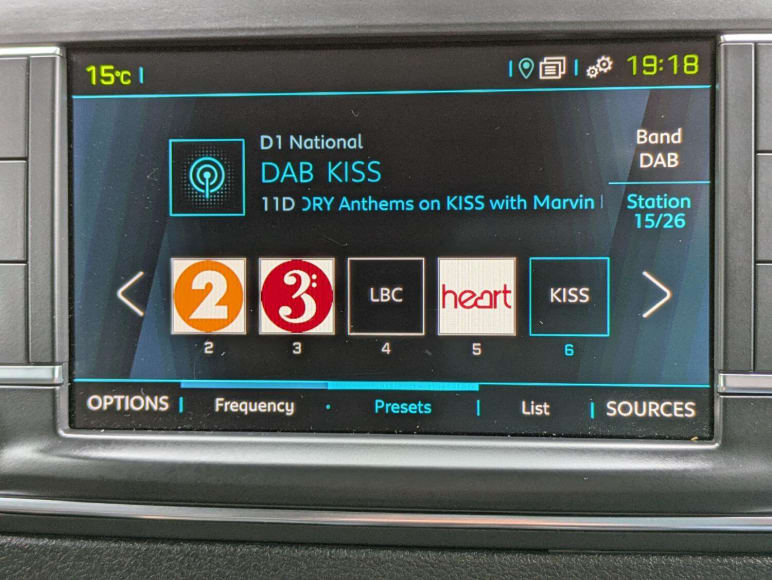 15°C
19:18
D1 National
DAB KISS
11D ORY Anthems on KISS with Marvin
Band
DAB
Station
15/26
2
3:
LBC
heart
KISS
2
3
4
5
6
OPTIONS
Frequency
Presets
List
SOURCES